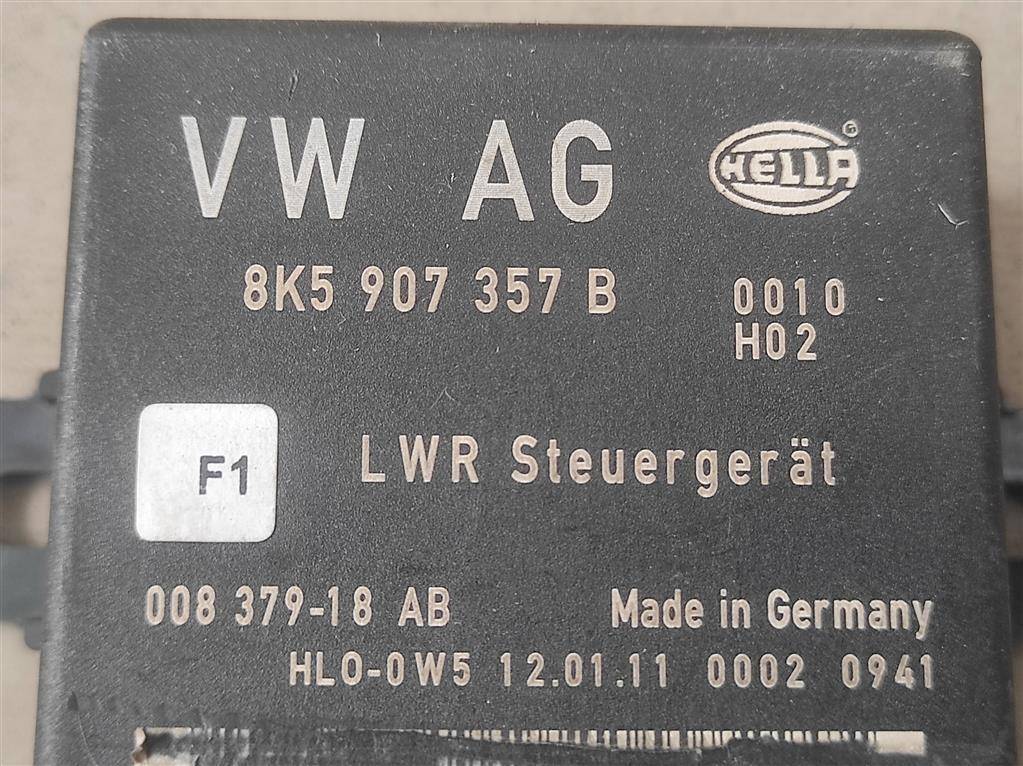 VW AG HELLA
8K5 907 357 B 0010
H02
F1 LWR Steuergerät
008 379-18 AB Made in Germany
HLO-0W5 12.01.11 0002 0941